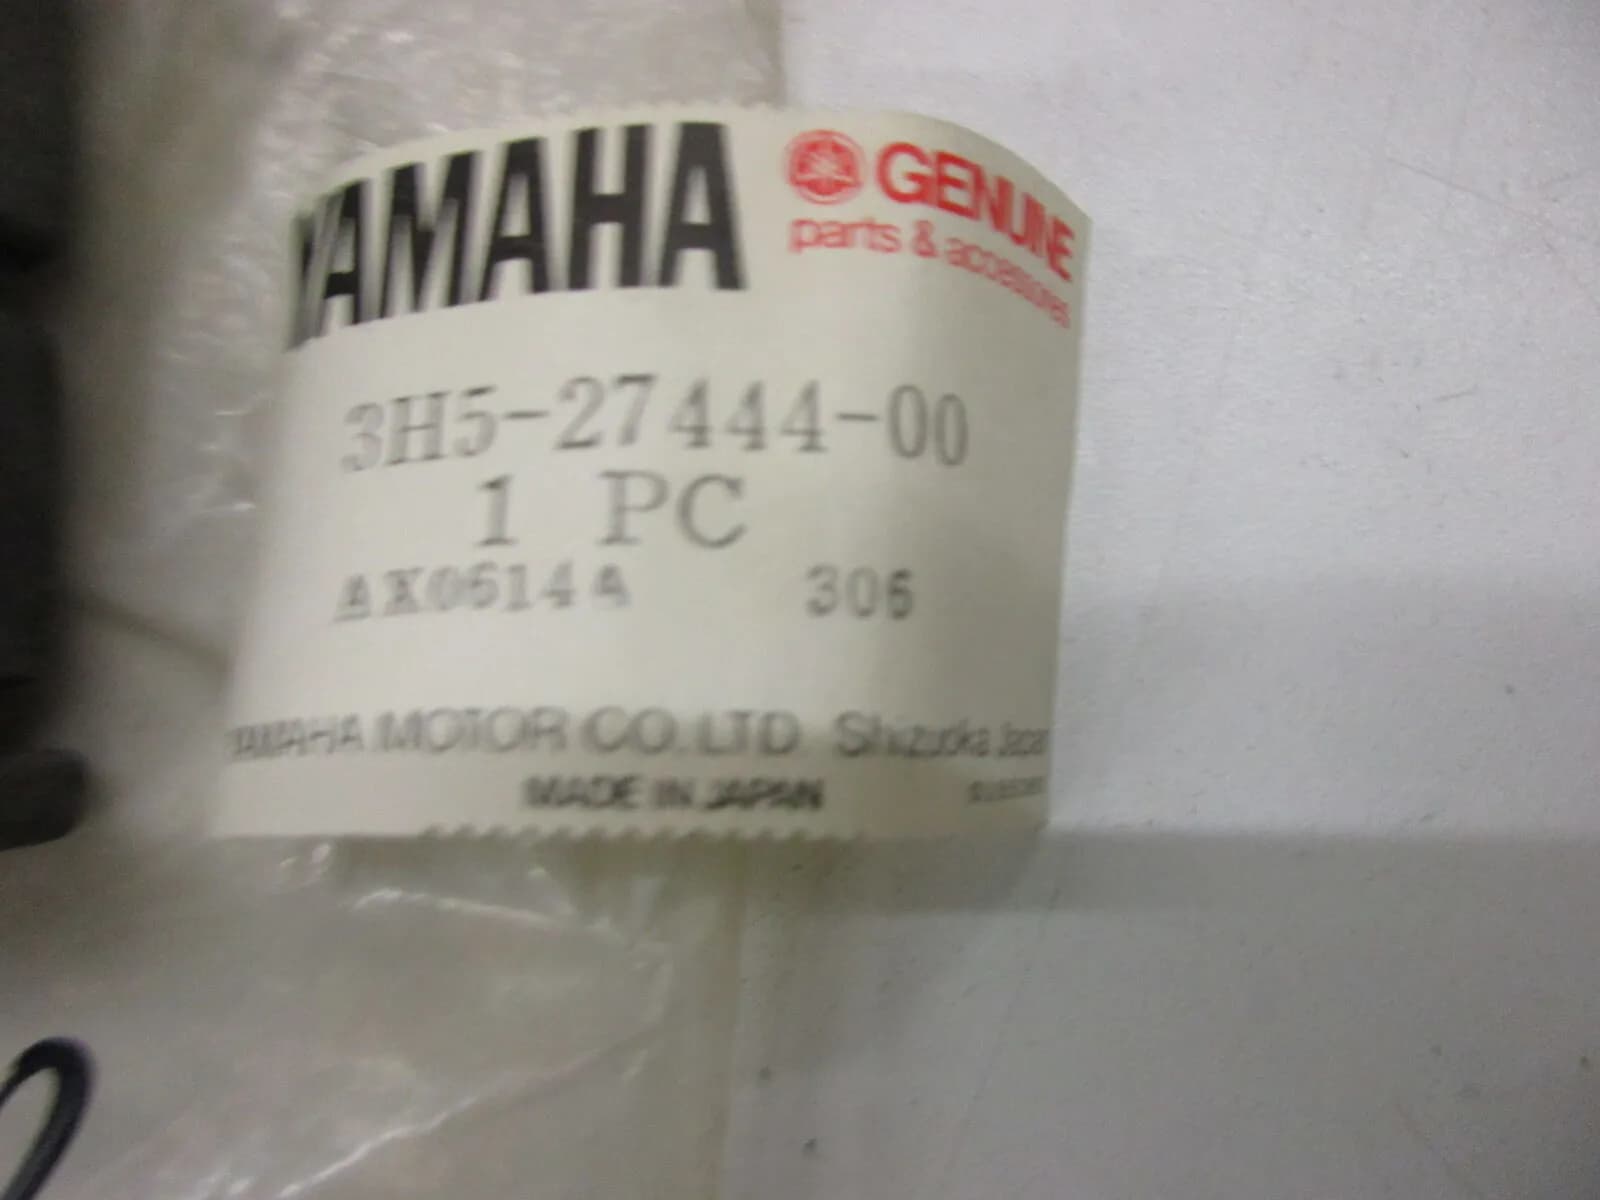 YAMAHA GENUINE
parts & accessories
3H5-27444-00
1 PC
AX0614A 306
YAMAHA MOTOR CO. LTD. Shizuoka Japan
MADE IN JAPAN